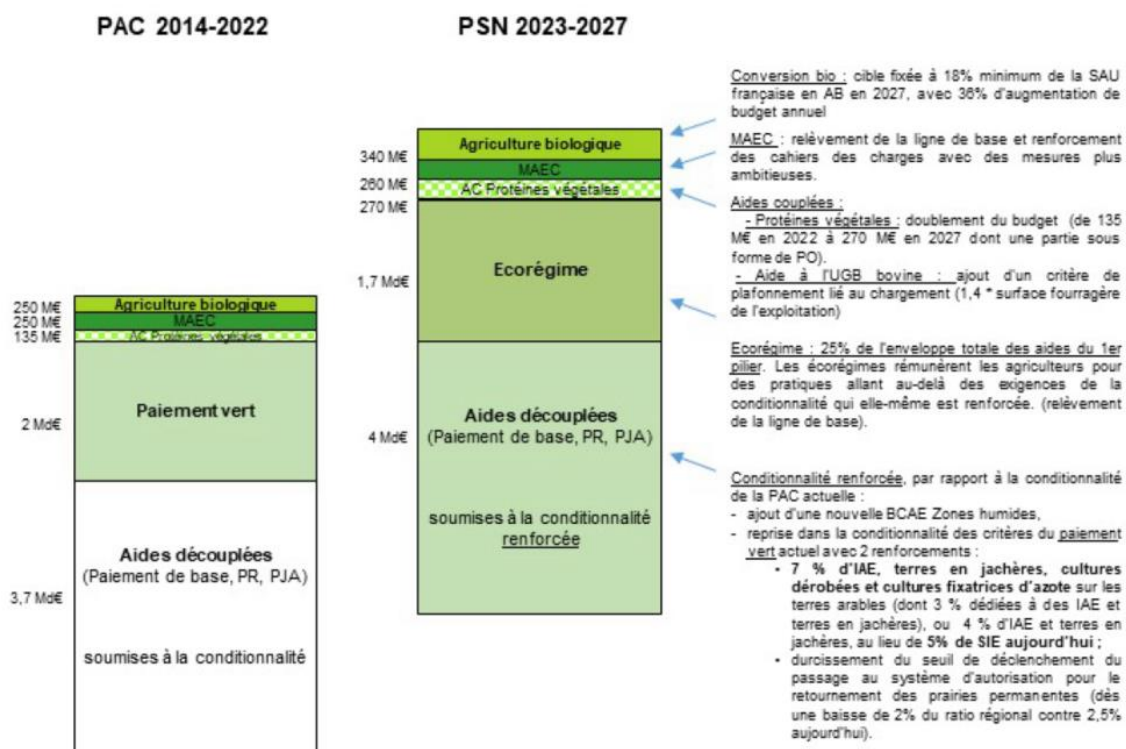 PAC 2014-2022
250 M€
250 M€
135 M€
2 Md€
3,7 Md€
Agriculture biologique
MAEC
AC Protéines végétales
Paiement vert
Aides découplées
(Paiement de base, PR, PJA)
soumises à la conditionnalité
PSN 2023-2027
340 M€
260 M€
270 M€
1,7 Md€
4 Md€
Agriculture biologique
MAEC
AC Protéines végétales
Ecorégime
Aides découplées
(Paiement de base, PR, PJA)
soumises à la conditionnalité
renforcée
Conversion bio : cible fixée à 18% minimum de la SAU
française en AB en 2027, avec 36% d'augmentation de
budget annuel
MAEC : relèvement de la ligne de base et renforcement
des cahiers des charges avec des mesures plus
ambitieuses.
Aides couplées :
- Protéines végétales : doublement du budget (de 135
M€ en 2022 à 270 M€ en 2027 dont une partie sous
forme de PO).
- Aide à l'UGB bovine : ajout d'un critère de
plafonnement lié au chargement (1,4 * surface fourragère
de l'exploitation)
Ecorégime : 25% de l'enveloppe totale des aides du 1er
pilier. Les écorégimes rémunèrent les agriculteurs pour
des pratiques allant au-delà des exigences de la
conditionnalité qui elle-même est renforcée. (relèvement
de la ligne de base).
Conditionnalité renforcée, par rapport à la conditionnalité
de la PAC actuelle :
- ajout d'une nouvelle BCAE Zones humides,
- reprise dans la conditionnalité des critères du paiement
vert actuel avec 2 renforcements :
• 7 % d'IAE, terres en jachères, cultures
dérobées et cultures fixatrices d'azote sur les
terres arables (dont 3 % dédiées à des IAE et
terres en jachères), ou 4 % d'IAE et terres en
jachères, au lieu de 5% de SIE aujourd'hui ;
• durcissement du seuil de déclenchement du
passage au système d'autorisation pour le
retournement des prairies permanentes (dès
une baisse de 2% du ratio régional contre 2,5%
aujourd'hui).